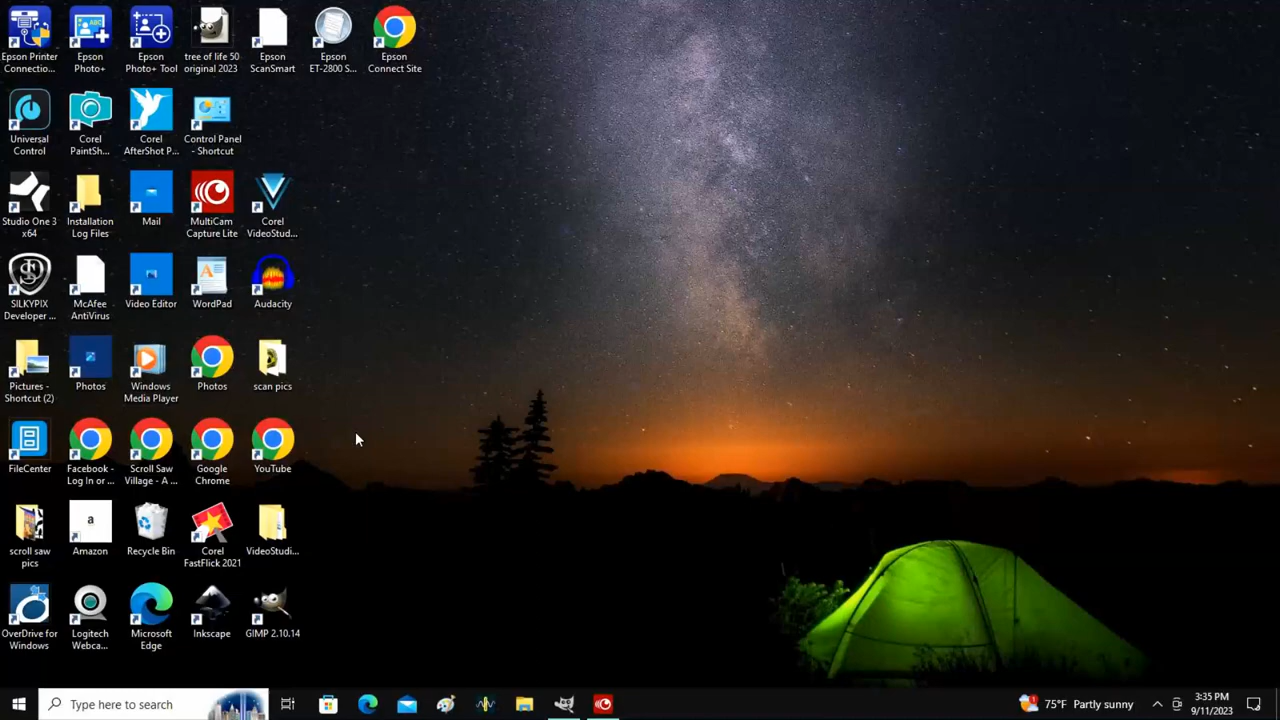 Epson Printer
Connectio...
Epson
Photo+
Epson
Photo+ Tool
tree of life 50
original 2023
Epson
ScanSmart
Epson
ET-2800 S...
Epson
Connect Site
Universal
Control
Corel
PaintSh...
Corel
AfterShot P...
Control Panel
- Shortcut
Studio One 3
x64
Installation
Log Files
Mail
MultiCam
Capture Lite
Corel
VideoStud...
SILKYPIX
Developer ...
McAfee
AntiVirus
Video Editor
WordPad
Audacity
Pictures -
Shortcut (2)
Photos
Windows
Media Player
Photos
scan pics
FileCenter
Facebook -
Log In or ...
Scroll Saw
Village - A ...
Google
Chrome
YouTube
scroll saw
pics
a
Amazon
Recycle Bin
Corel
FastFlick 2021
VideoStudi...
OverDrive for
Windows
Logitech
Webca...
Microsoft
Edge
Inkscape
GIMP 2.10.14
Type here to search
75°F Partly sunny
3:35 PM
9/11/2023